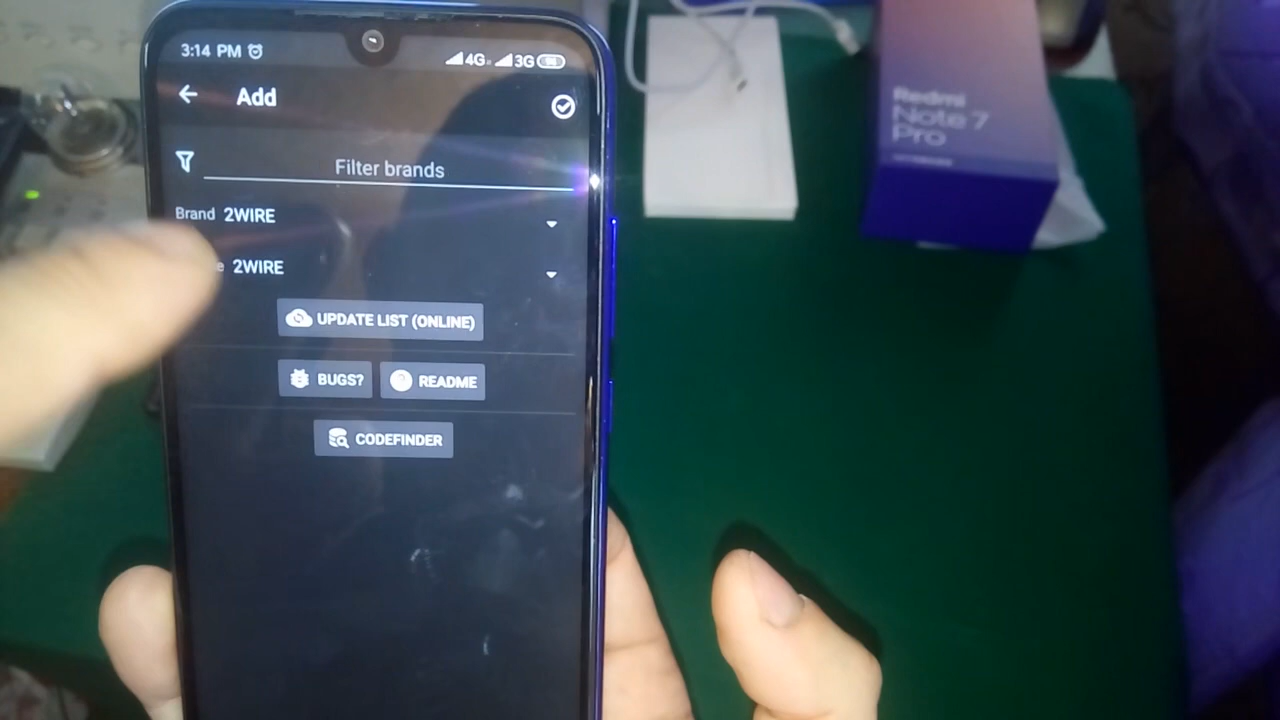 3:14 PM 4G 3G
Add
Filter brands
Brand 2WIRE
2WIRE
UPDATE LIST (ONLINE)
BUGS? README
CODEFINDER
Redmi
Note 7
Pro